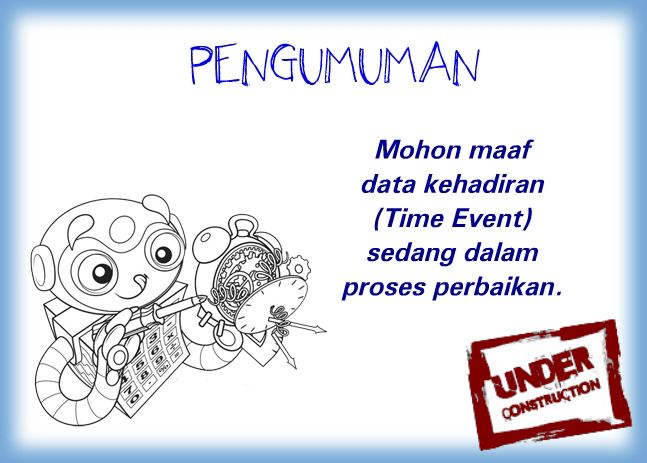 PENGUMUMAN
Mohon maaf
data kehadiran
(Time Event)
sedang dalam
proses perbaikan.
UNDER
CONSTRUCTION